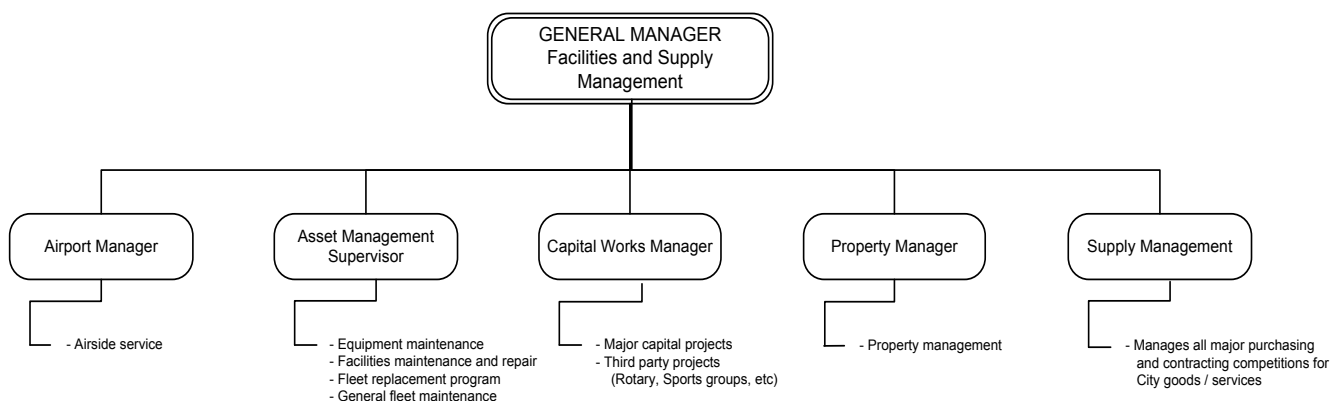 GENERAL MANAGER
Facilities and Supply
Management
Airport Manager
Asset Management
Supervisor
Capital Works Manager
Property Manager
Supply Management
- Airside service
- Equipment maintenance
- Facilities maintenance and repair
- Fleet replacement program
- General fleet maintenance
- Major capital projects
- Third party projects
(Rotary, Sports groups, etc)
- Property management
- Manages all major purchasing
and contracting competitions for
City goods / services